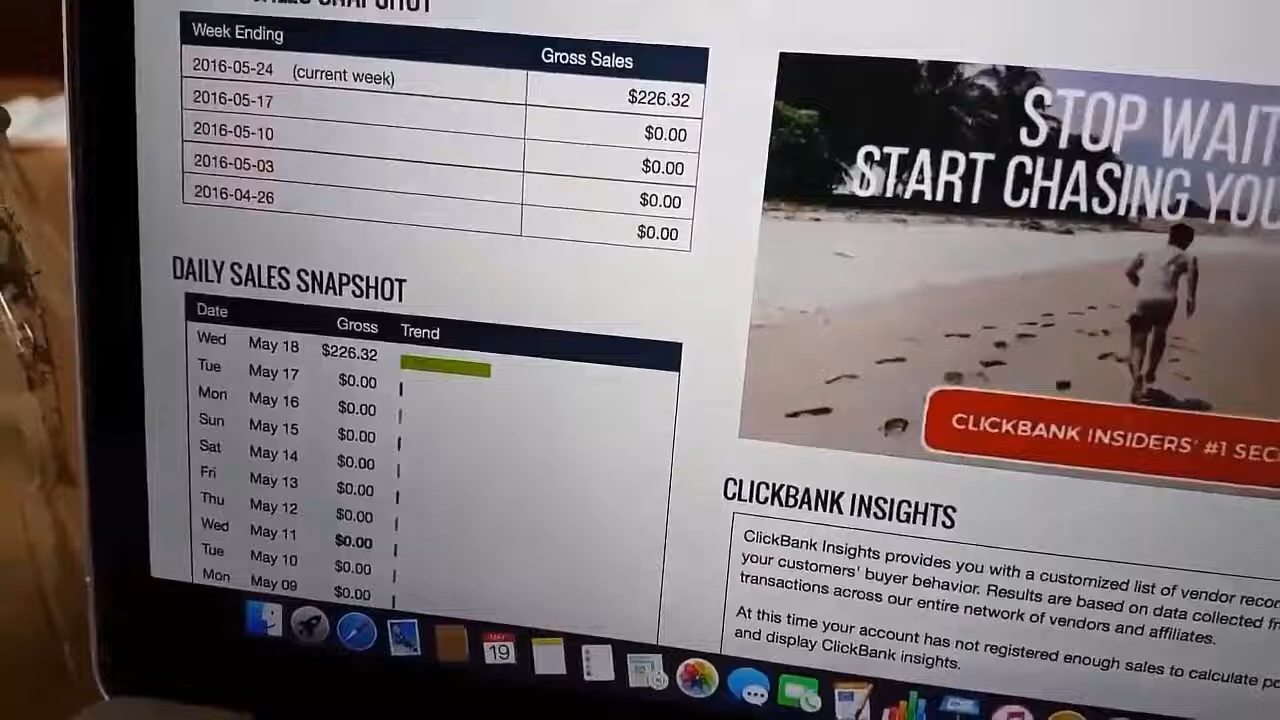 SALES SNAPSHOT
Week Ending Gross Sales
2016-05-24 (current week) $226.32
2016-05-17 $0.00
2016-05-10 $0.00
2016-05-03 $0.00
2016-04-26 $0.00
DAILY SALES SNAPSHOT
Date Gross Trend
Wed May 18 $226.32
Tue May 17 $0.00
Mon May 16 $0.00
Sun May 15 $0.00
Sat May 14 $0.00
Fri May 13 $0.00
Thu May 12 $0.00
Wed May 11 $0.00
Tue May 10 $0.00
Mon May 09 $0.00
STOP WAIT
START CHASING YOU
CLICKBANK INSIDERS' #1 SEC
CLICKBANK INSIGHTS
ClickBank Insights provides you with a customized list of vendor recor
your customers' buyer behavior. Results are based on data collected fr
transactions across our entire network of vendors and affiliates.
At this time your account has not registered enough sales to calculate po
and display ClickBank insights.
MAY
19